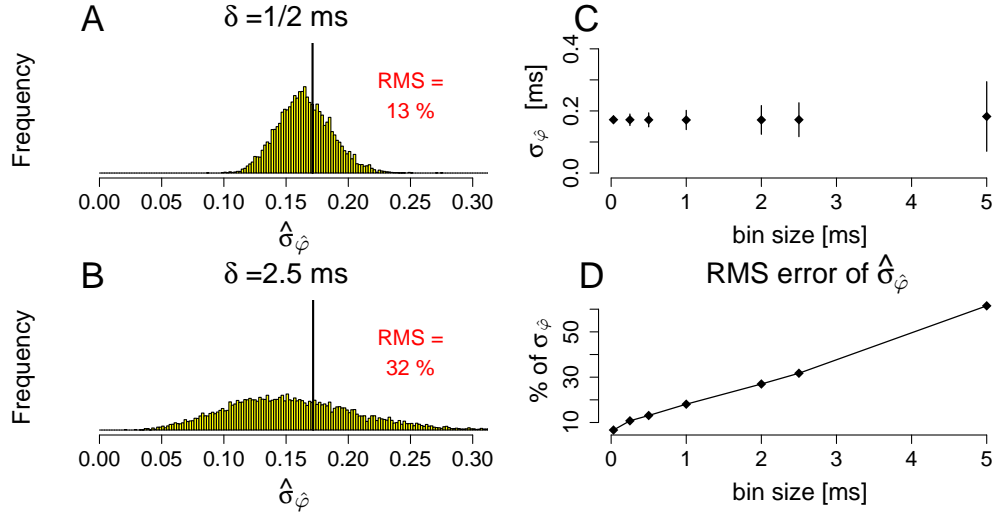 A
δ =1/2 ms
Frequency
RMS =
13 %
0.00 0.05 0.10 0.15 0.20 0.25 0.30
σ̂_φ̂
B
δ =2.5 ms
Frequency
RMS =
32 %
0.00 0.05 0.10 0.15 0.20 0.25 0.30
σ̂_φ̂
C
σ_φ̂ [ms]
0.0 0.2 0.4
0 1 2 3 4 5
bin size [ms]
D
RMS error of σ̂_φ̂
% of σ_φ̂
10 30 50
0 1 2 3 4 5
bin size [ms]